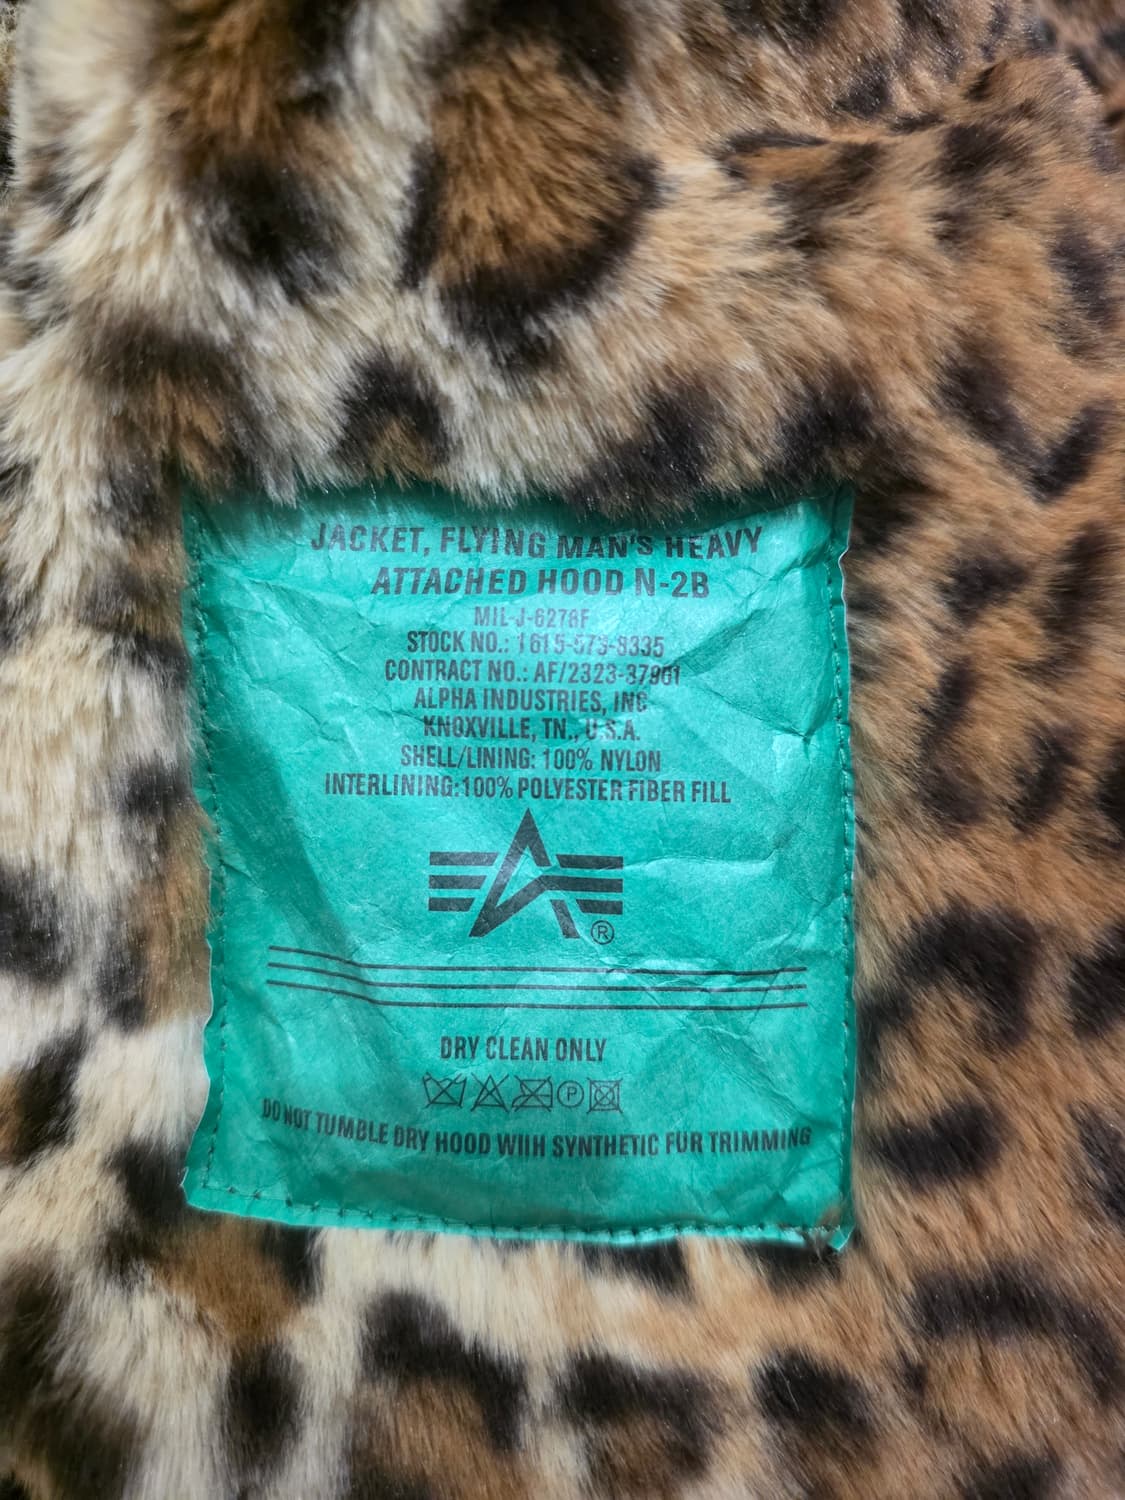 JACKET, FLYING MAN'S HEAVY
ATTACHED HOOD N-2B
MIL-J-6278F
STOCK NO.: 1615-573-8335
CONTRACT NO.: AF/2323-37901
ALPHA INDUSTRIES, INC
KNOXVILLE, TN., U.S.A.
SHELL/LINING: 100% NYLON
INTERLINING:100% POLYESTER FIBER FILL
®
DRY CLEAN ONLY
P
DO NOT TUMBLE DRY HOOD WIIH SYNTHETIC FUR TRIMMING